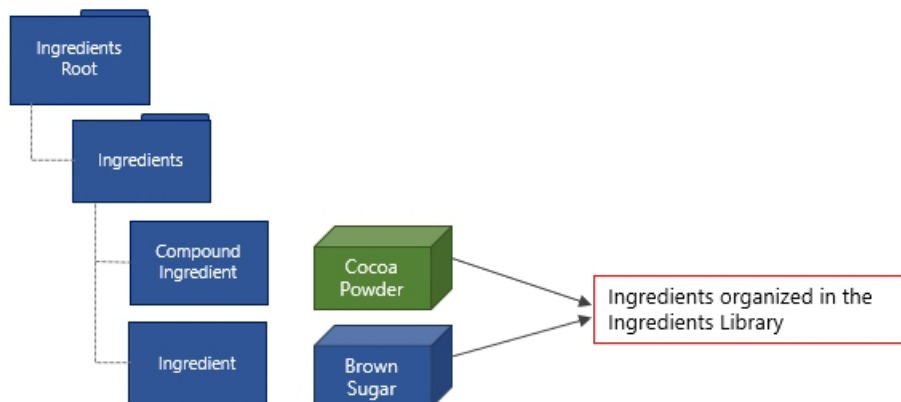 Ingredients
Root
Ingredients
Compound
Ingredient
Cocoa
Powder
Ingredients organized in the
Ingredients Library
Ingredient
Brown
Sugar